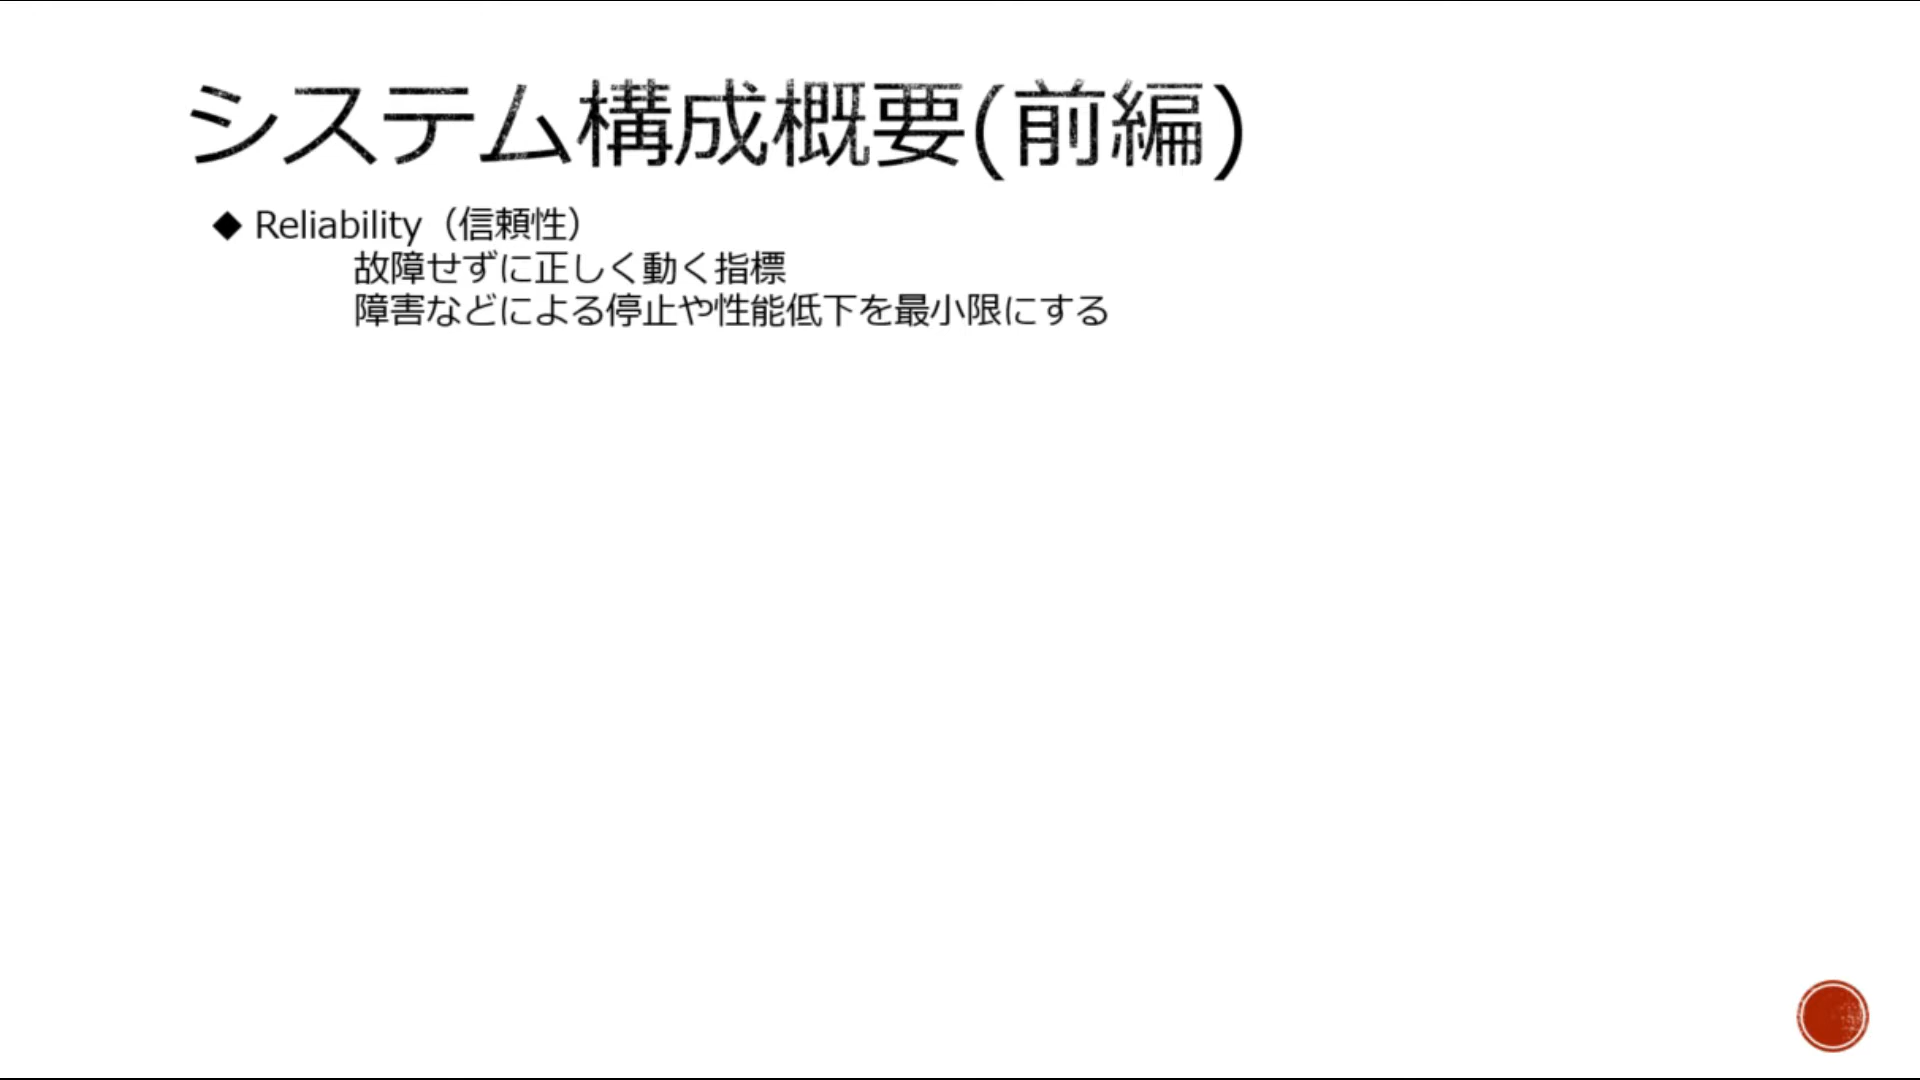 システム構成概要(前編)
◆ Reliability（信頼性）
故障せずに正しく動く指標
障害などによる停止や性能低下を最小限にする